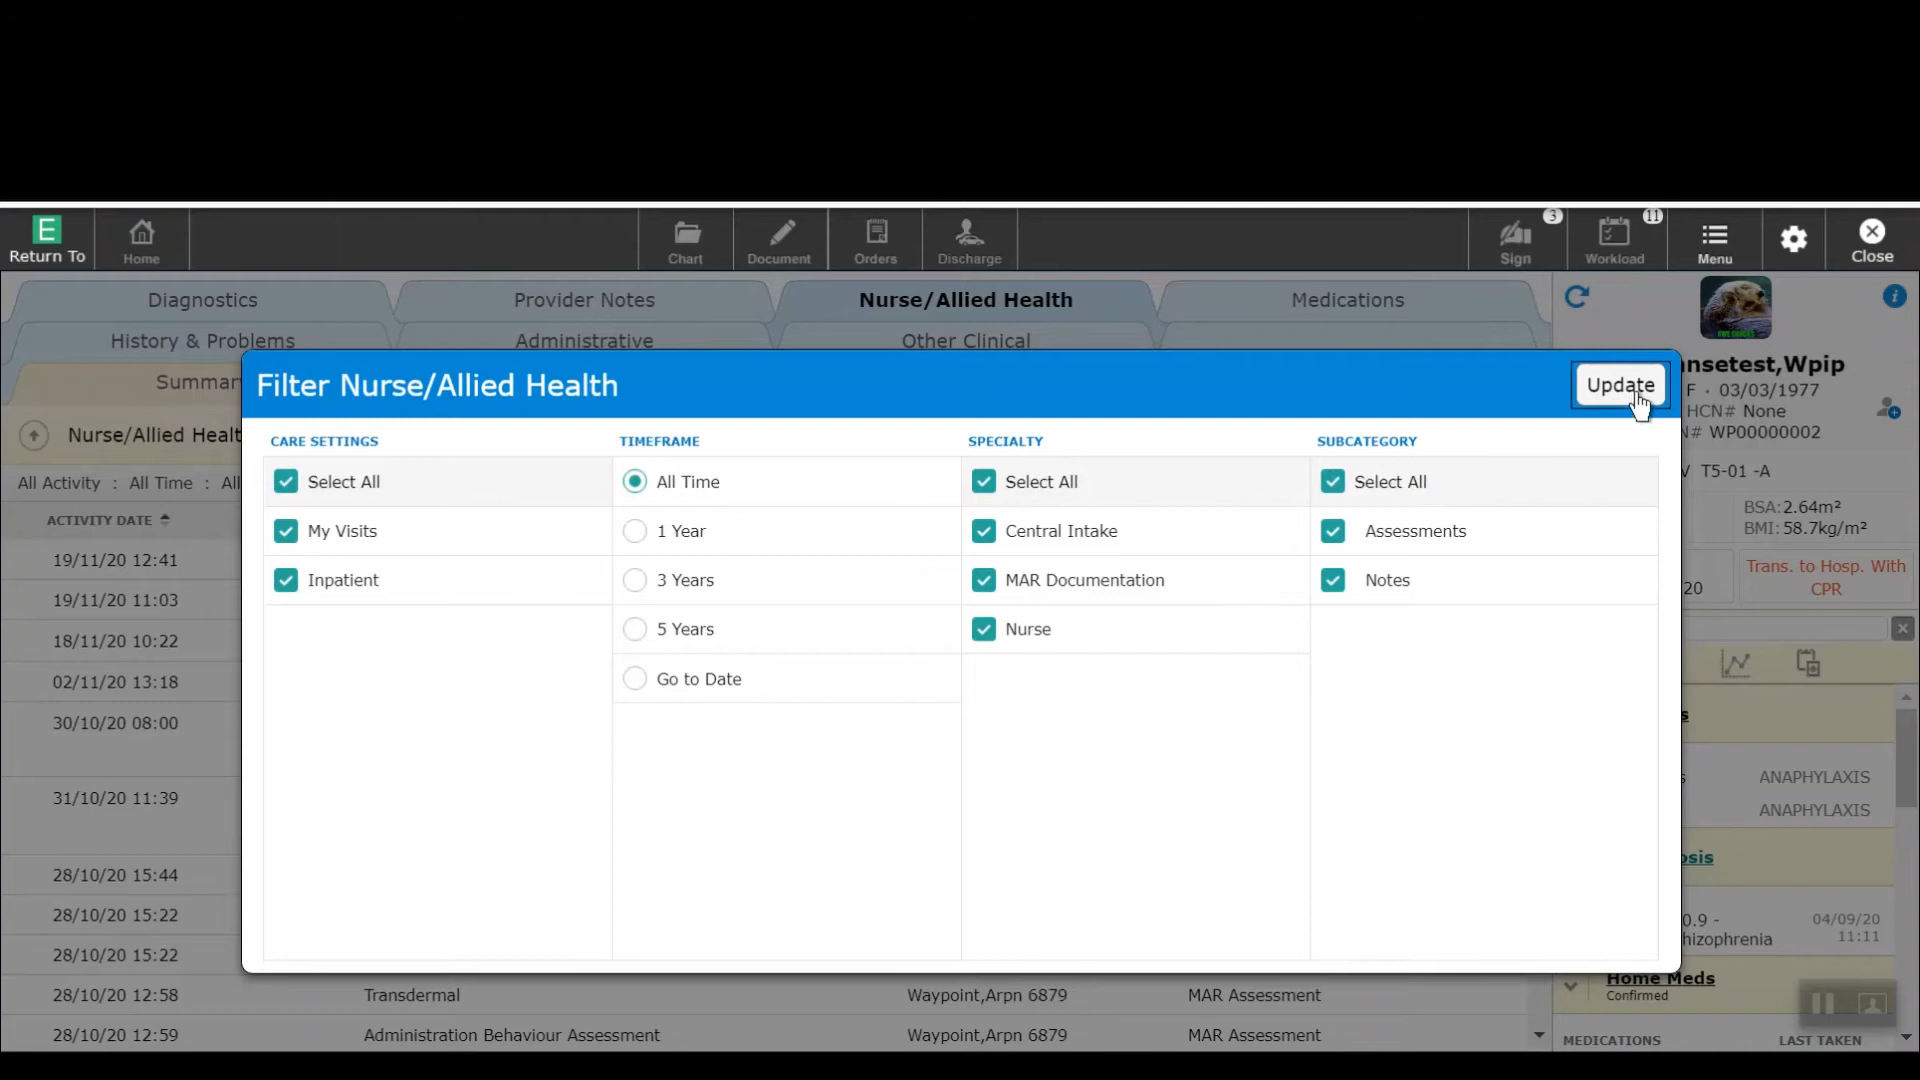 E
Return To
Home
Chart
Document
Orders
Discharge
3
Sign
11
Workload
Menu
Close
Diagnostics
Provider Notes
Nurse/Allied Health
Medications
History & Problems
Administrative
Other Clinical
Summar
Nurse/Allied Healt
All Activity : All Time : All
ACTIVITY DATE
19/11/20 12:41
19/11/20 11:03
18/11/20 10:22
02/11/20 13:18
30/10/20 08:00
31/10/20 11:39
28/10/20 15:44
28/10/20 15:22
28/10/20 15:22
28/10/20 12:58 Transdermal Waypoint,Arpn 6879 MAR Assessment
28/10/20 12:59 Administration Behaviour Assessment Waypoint,Arpn 6879 MAR Assessment
Filter Nurse/Allied Health
Update
CARE SETTINGS
Select All
My Visits
Inpatient
TIMEFRAME
All Time
1 Year
3 Years
5 Years
Go to Date
SPECIALTY
Select All
Central Intake
MAR Documentation
Nurse
SUBCATEGORY
Select All
Assessments
Notes
i
ansetest,Wpip
F · 03/03/1977
HCN# None
N# WP00000002
T5-01 -A
BSA:2.64m²
BMI: 58.7kg/m²
20
Trans. to Hosp. With
CPR
s
s ANAPHYLAXIS
ANAPHYLAXIS
osis
0.9 - 04/09/20
hizophrenia 11:11
Home Meds
Confirmed
MEDICATIONS LAST TAKEN